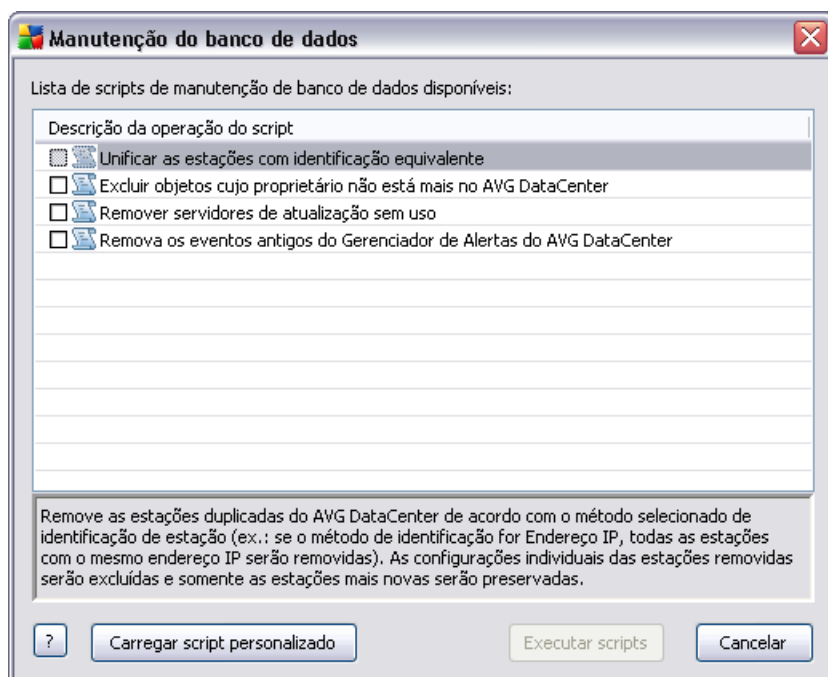 Manutenção do banco de dados
Lista de scripts de manutenção de banco de dados disponíveis:
Descrição da operação do script
Unificar as estações com identificação equivalente
Excluir objetos cujo proprietário não está mais no AVG DataCenter
Remover servidores de atualização sem uso
Remova os eventos antigos do Gerenciador de Alertas do AVG DataCenter
Remove as estações duplicadas do AVG DataCenter de acordo com o método selecionado de
identificação de estação (ex.: se o método de identificação for Endereço IP, todas as estações
com o mesmo endereço IP serão removidas). As configurações individuais das estações removidas
serão excluídas e somente as estações mais novas serão preservadas.
? Carregar script personalizado Executar scripts Cancelar